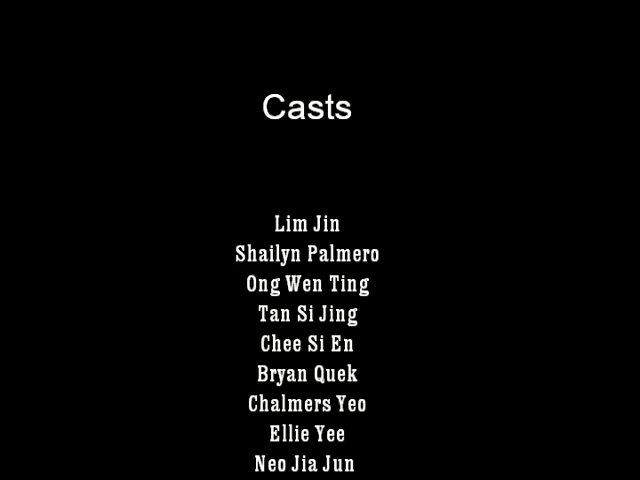 Casts
Lim Jin
Shailyn Palmero
Ong Wen Ting
Tan Si Jing
Chee Si En
Bryan Quek
Chalmers Yeo
Ellie Yee
Neo Jia Jun